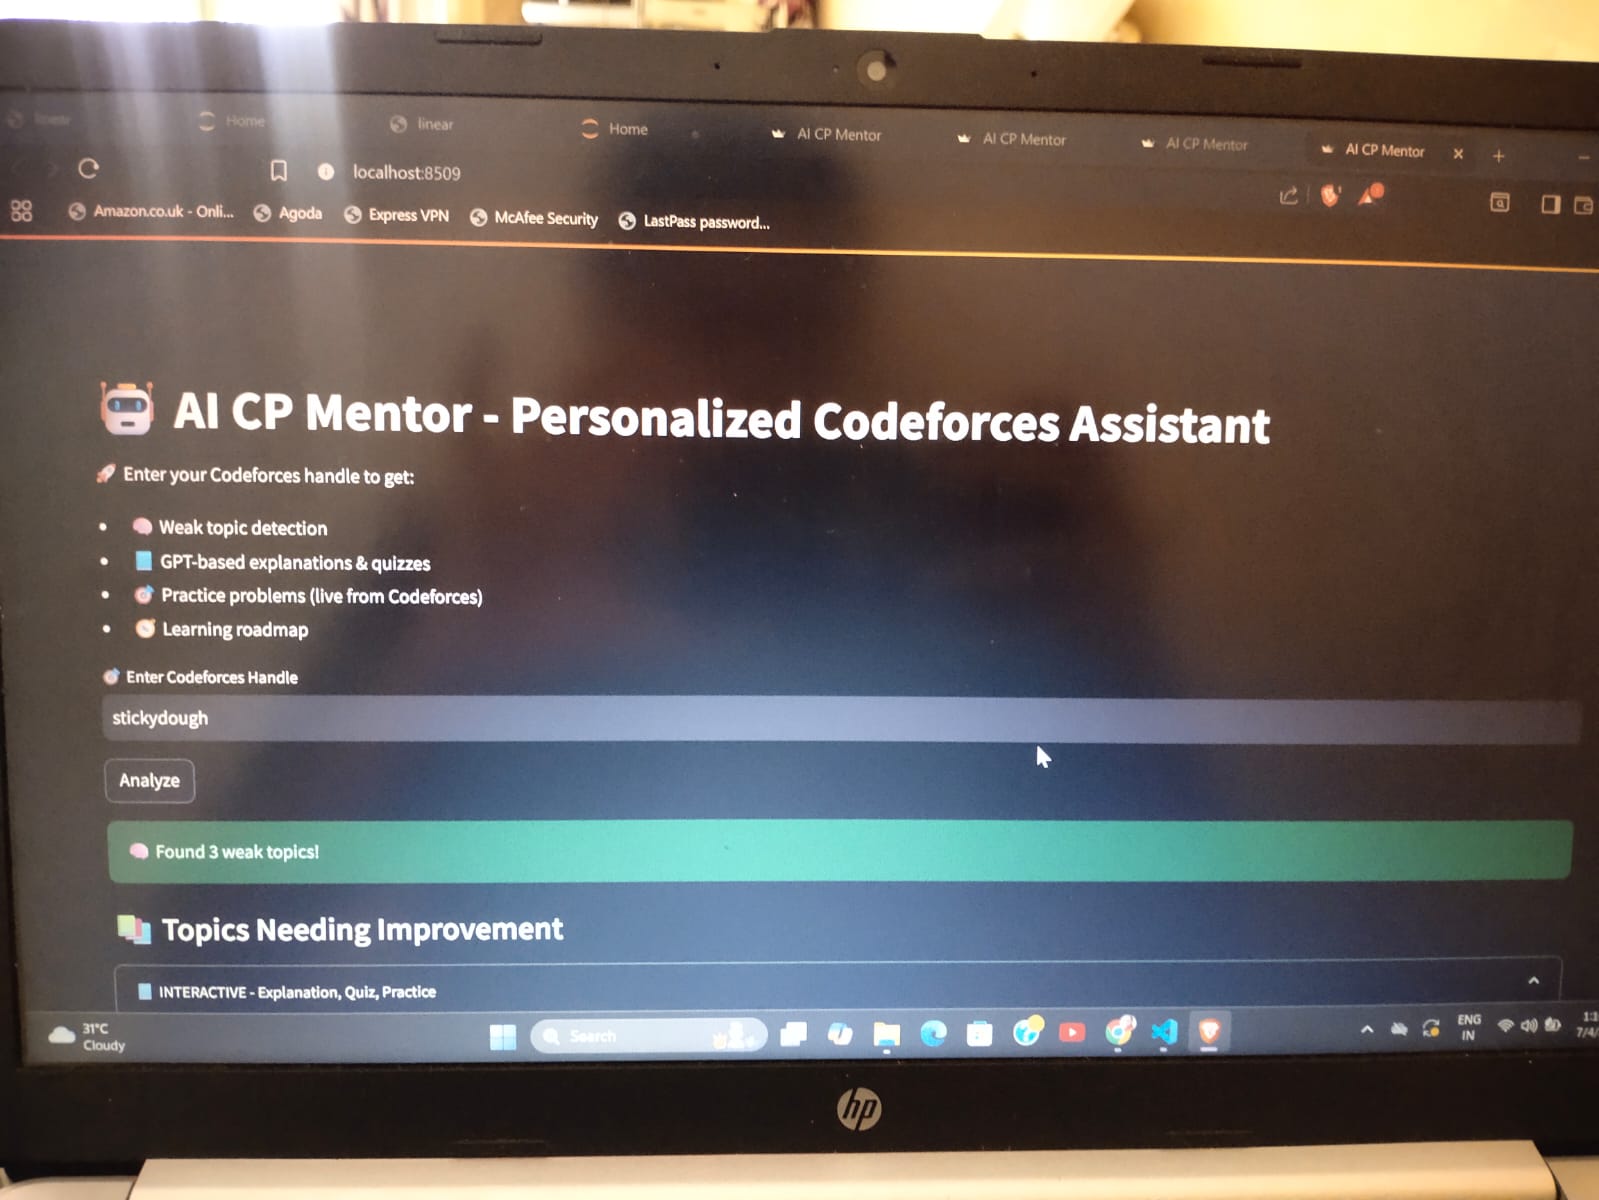 linear Home linear Home AI CP Mentor AI CP Mentor AI CP Mentor AI CP Mentor
localhost:8509
Amazon.co.uk - Onli... Agoda Express VPN McAfee Security LastPass password...
AI CP Mentor - Personalized Codeforces Assistant
Enter your Codeforces handle to get:
Weak topic detection
GPT-based explanations & quizzes
Practice problems (live from Codeforces)
Learning roadmap
Enter Codeforces Handle
stickydough
Analyze
Found 3 weak topics!
Topics Needing Improvement
INTERACTIVE - Explanation, Quiz, Practice
31°C
Cloudy
Search
ENG
IN
1:3
7/4/
hp